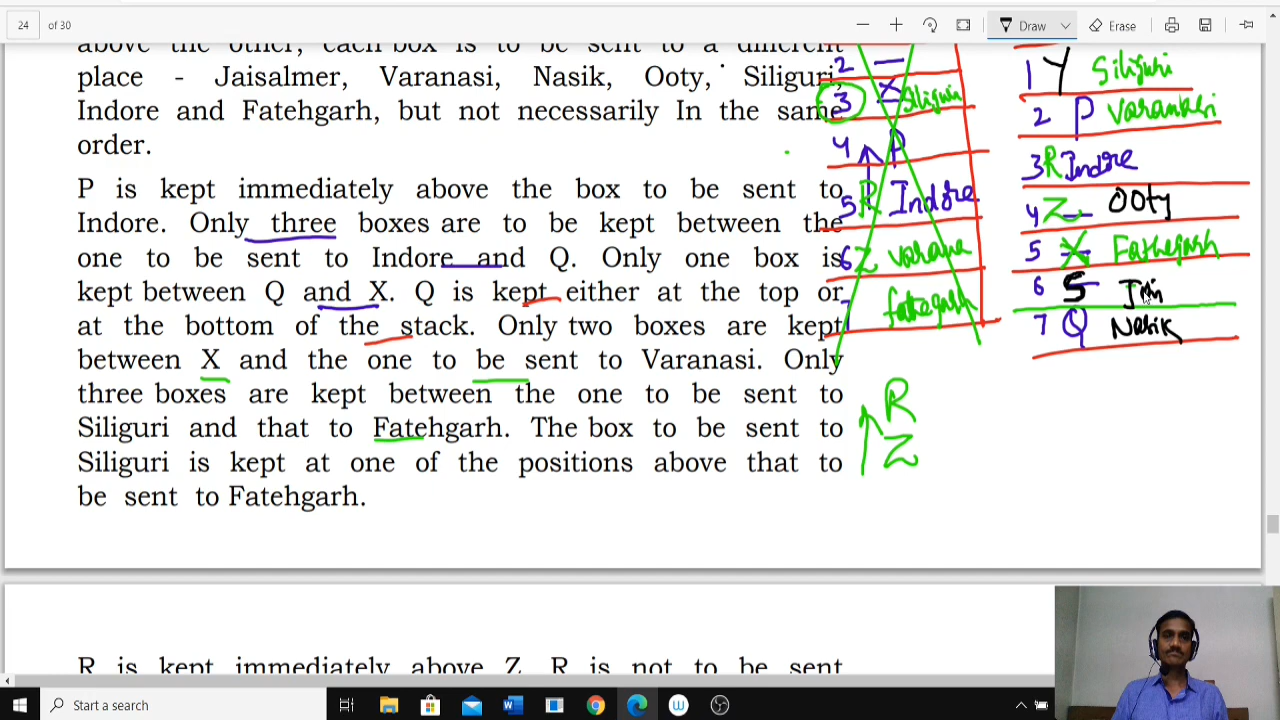 24 of 30
Draw
Erase
above the other, each box is to be sent to a different
place - Jaisalmer, Varanasi, Nasik, Ooty, Siliguri,
Indore and Fatehgarh, but not necessarily In the same
order.
P is kept immediately above the box to be sent to
Indore. Only three boxes are to be kept between the
one to be sent to Indore and Q. Only one box is
kept between Q and X. Q is kept either at the top or
at the bottom of the stack. Only two boxes are kept
between X and the one to be sent to Varanasi. Only
three boxes are kept between the one to be sent to
Siliguri and that to Fatehgarh. The box to be sent to
Siliguri is kept at one of the positions above that to
be sent to Fatehgarh.
R is kept immediately above Z. R is not to be sent
2 —
3 X Siliguri
4 P
5 R Indore
6 Z
7
R
Z
1 Y Siliguri
2 P Varanasi
3 R Indore
4 Z Ooty
5 X Fathegarh
6 S
7 Q Nasik
Search a search